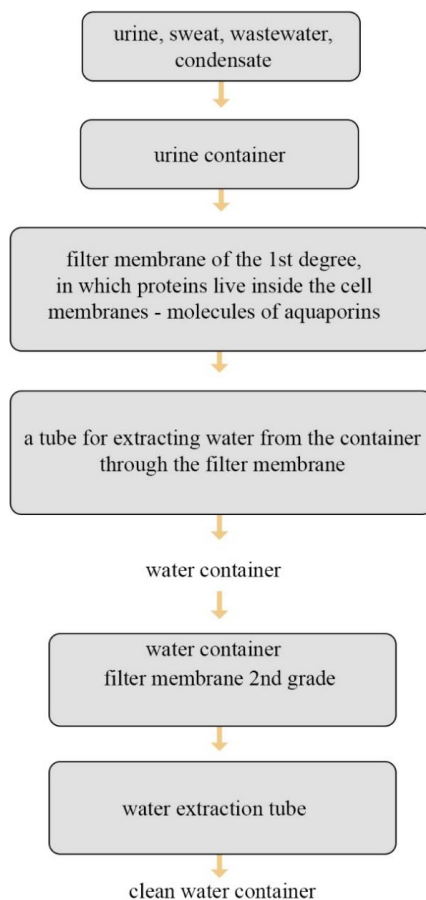 urine, sweat, wastewater,
condensate
urine container
filter membrane of the 1st degree,
in which proteins live inside the cell
membranes - molecules of aquaporins
a tube for extracting water from the container
through the filter membrane
water container
water container
filter membrane 2nd grade
water extraction tube
clean water container